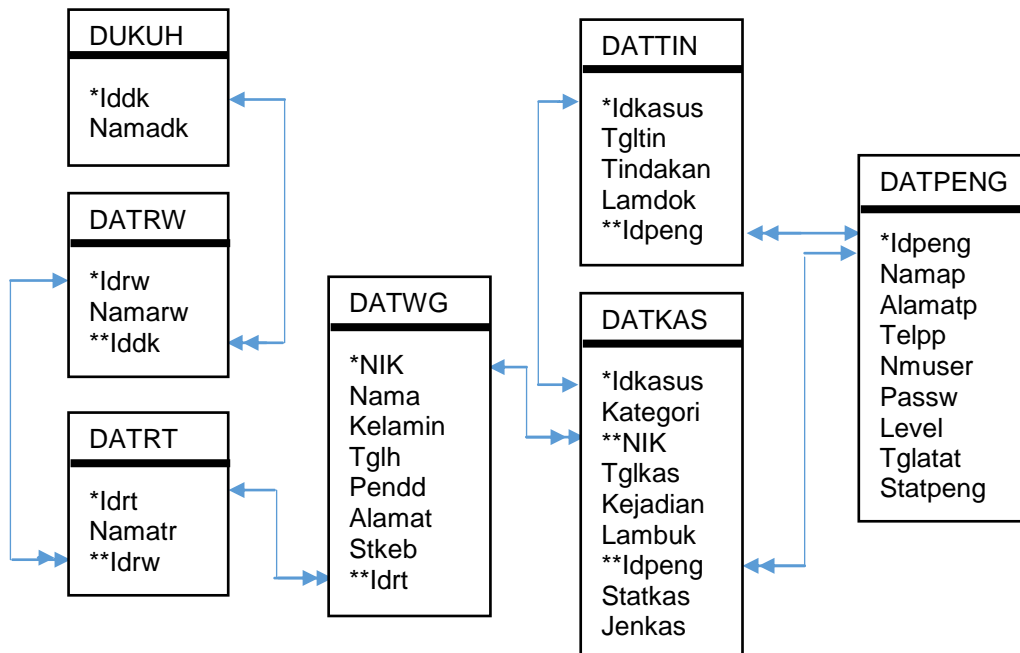 DUKUH
*Iddk
Namadk
DATRW
*Idrw
Namarw
**Iddk
DATRT
*Idrt
Namatr
**Idrw
DATWG
*NIK
Nama
Kelamin
Tglh
Pendd
Alamat
Stkeb
**Idrt
DATTIN
*Idkasus
Tgltin
Tindakan
Lamdok
**Idpeng
DATKAS
*Idkasus
Kategori
**NIK
Tglkas
Kejadian
Lambuk
**Idpeng
Statkas
Jenkas
DATPENG
*Idpeng
Namap
Alamatp
Telpp
Nmuser
Passw
Level
Tglatat
Statpeng